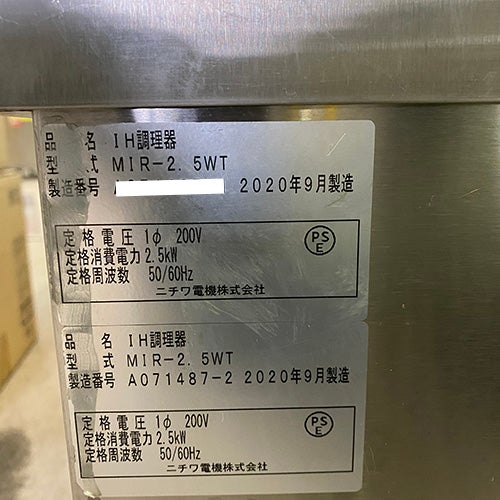 品名 IH調理器
型式 MIR-2.5WT
製造番号 2020年9月製造
定格電圧 1φ 200V
定格消費電力 2.5kW
定格周波数 50/60Hz
PSE
ニチワ電機株式会社
品名 IH調理器
型式 MIR-2.5WT
製造番号 A071487-2 2020年9月製造
定格電圧 1φ 200V
定格消費電力 2.5kW
定格周波数 50/60Hz
PSE
ニチワ電機株式会社